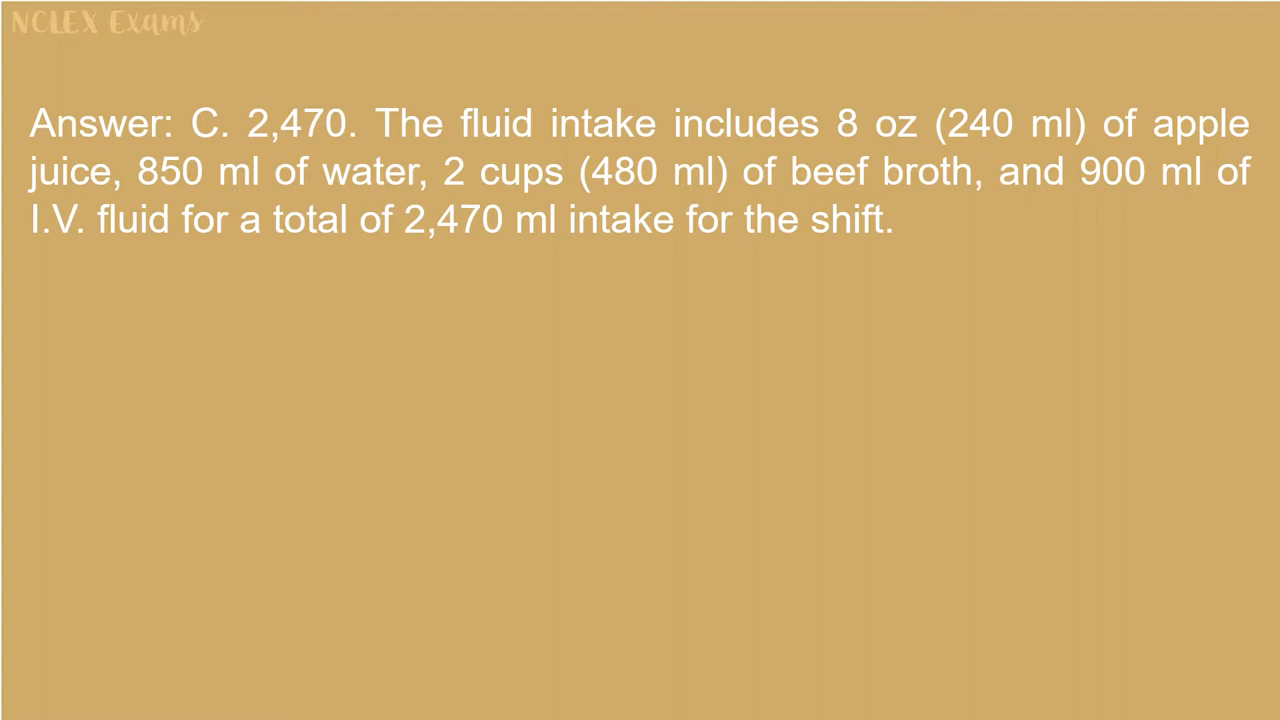 NCLEX Exams
Answer: C. 2,470. The fluid intake includes 8 oz (240 ml) of apple
juice, 850 ml of water, 2 cups (480 ml) of beef broth, and 900 ml of
I.V. fluid for a total of 2,470 ml intake for the shift.